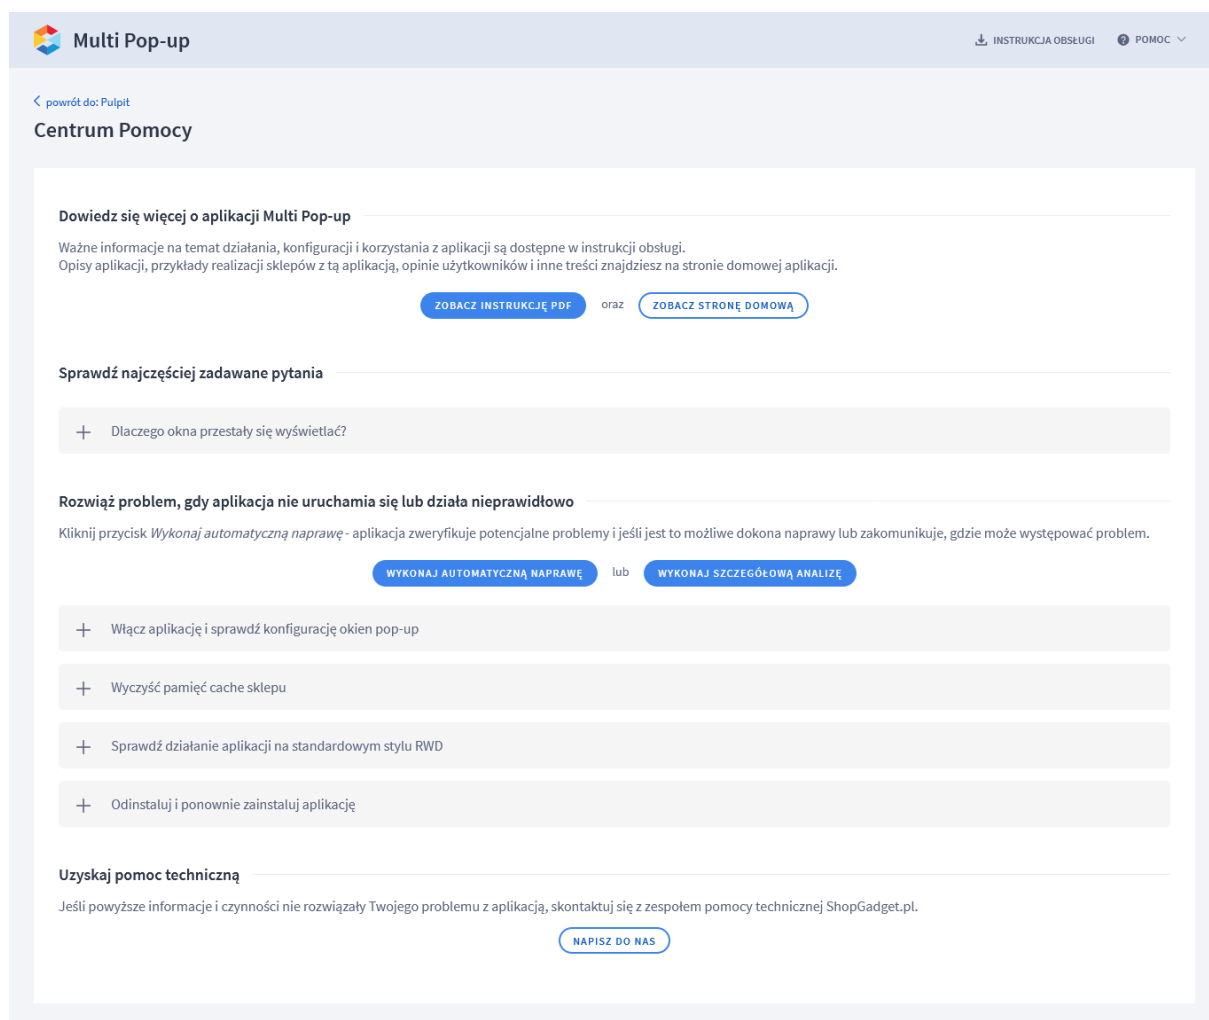 Multi Pop-up
INSTRUKCJA OBSŁUGI
POMOC
powrót do: Pulpit
Centrum Pomocy
Dowiedz się więcej o aplikacji Multi Pop-up
Ważne informacje na temat działania, konfiguracji i korzystania z aplikacji są dostępne w instrukcji obsługi.
Opisy aplikacji, przykłady realizacji sklepów z tą aplikacją, opinie użytkowników i inne treści znajdziesz na stronie domowej aplikacji.
ZOBACZ INSTRUKCJĘ PDF oraz ZOBACZ STRONĘ DOMOWĄ
Sprawdź najczęściej zadawane pytania
Dlaczego okna przestały się wyświetlać?
Rozwiąż problem, gdy aplikacja nie uruchamia się lub działa nieprawidłowo
Kliknij przycisk Wykonaj automatyczną naprawę - aplikacja zweryfikuje potencjalne problemy i jeśli jest to możliwe dokona naprawy lub zakomunikuje, gdzie może występować problem.
WYKONAJ AUTOMATYCZNĄ NAPRAWĘ lub WYKONAJ SZCZEGÓŁOWĄ ANALIZĘ
Włącz aplikację i sprawdź konfigurację okien pop-up
Wyczyść pamięć cache sklepu
Sprawdź działanie aplikacji na standardowym stylu RWD
Odinstaluj i ponownie zainstaluj aplikację
Uzyskaj pomoc techniczną
Jeśli powyższe informacje i czynności nie rozwiązały Twojego problemu z aplikacją, skontaktuj się z zespołem pomocy technicznej ShopGadget.pl.
NAPISZ DO NAS